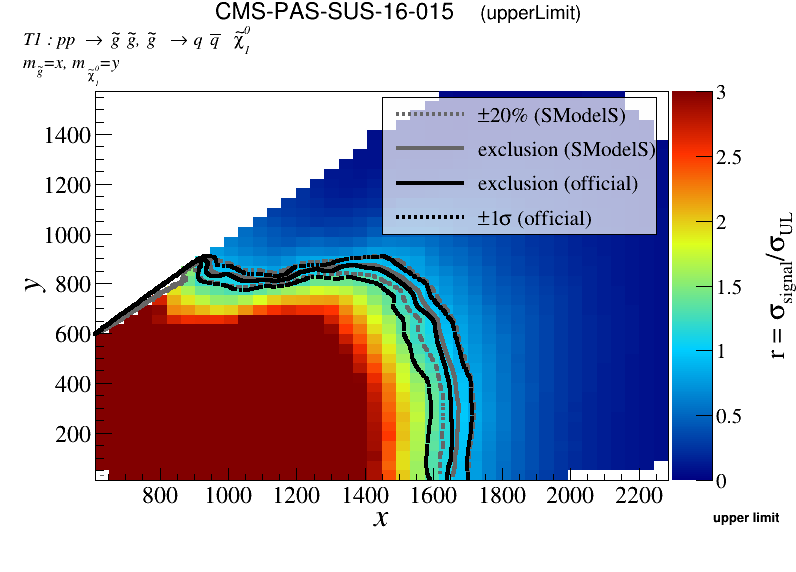 CMS-PAS-SUS-16-015 (upperLimit)
T1 : pp → g̃ g̃, g̃ → q q̅ χ̃⁰₁
m_g̃=x, m_χ̃⁰₁=y
±20% (SModelS)
exclusion (SModelS)
exclusion (official)
±1σ (official)
1400
1200
1000
800
600
400
200
y
800 1000 1200 1400 1600 1800 2000 2200
x
3
2.5
2
1.5
1
0.5
0
r = σ_signal/σ_UL
upper limit